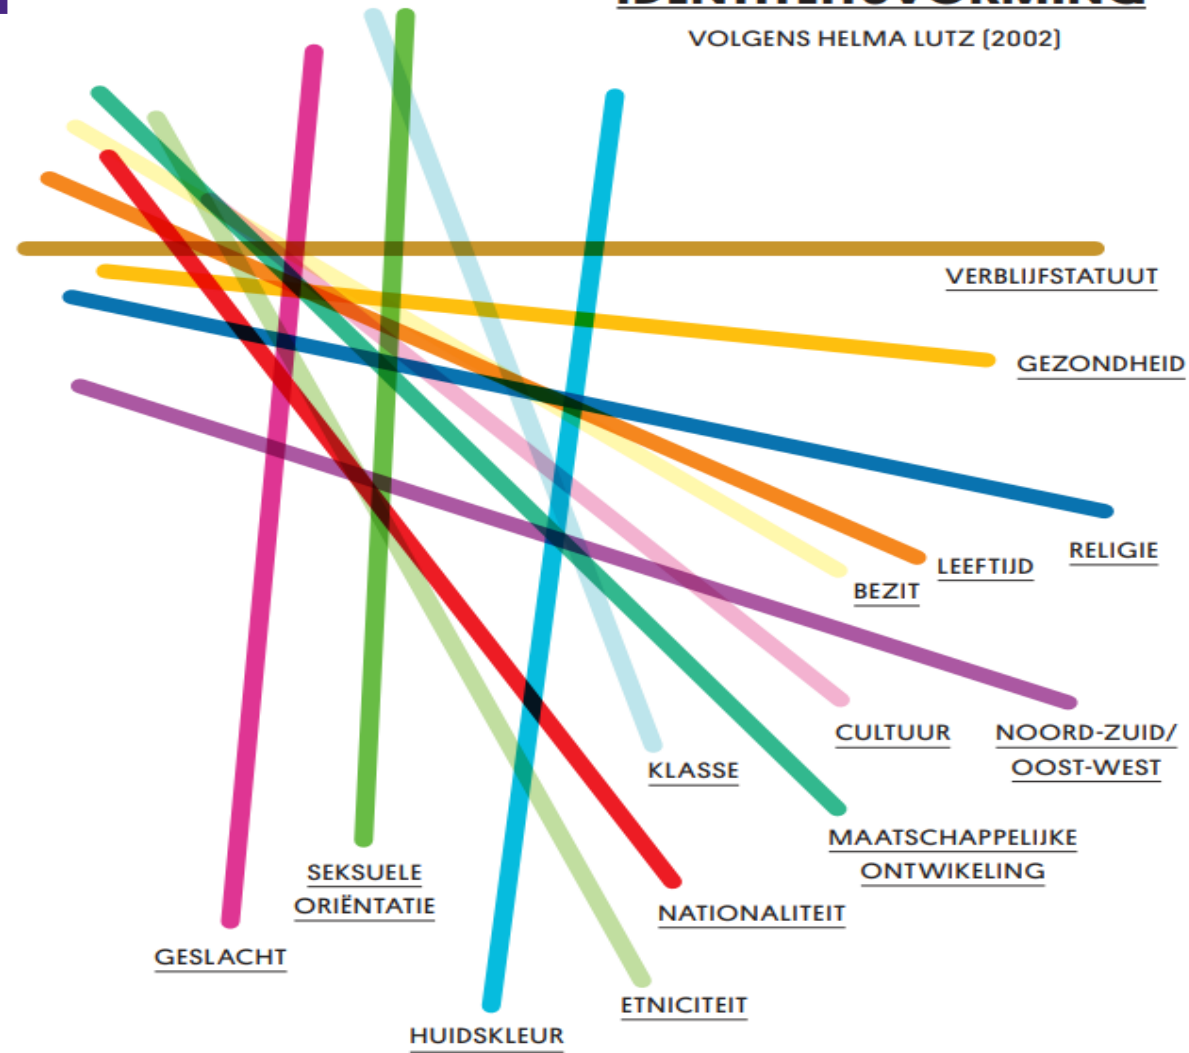 IDENTITEITSVORMING
VOLGENS HELMA LUTZ (2002)
VERBLIJFSTATUUT
GEZONDHEID
RELIGIE
LEEFTIJD
BEZIT
CULTUUR
NOORD-ZUID/
OOST-WEST
KLASSE
MAATSCHAPPELIJKE
ONTWIKELING
SEKSUELE
ORIËNTATIE
NATIONALITEIT
GESLACHT
ETNICITEIT
HUIDSKLEUR